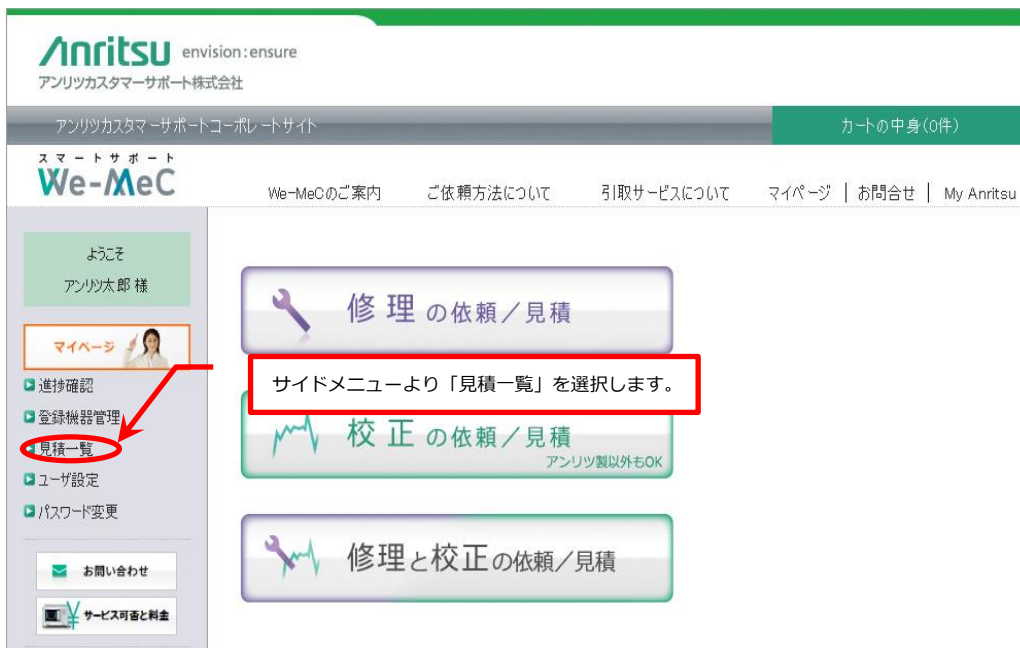 Anritsu envision:ensure
アンリツカスタマーサポート株式会社
アンリツカスタマーサポートコーポレートサイト
カートの中身(0件)
スマートサポート
We-MeC
We-MeCのご案内 ご依頼方法について 引取サービスについて マイページ | お問合せ | My Anritsu
ようこそ
アンリツ太郎 様
マイページ
進捗確認
登録機器管理
見積一覧
ユーザ設定
パスワード変更
お問い合わせ
サービス可否と料金
修理の依頼／見積
サイドメニューより「見積一覧」を選択します。
校正の依頼／見積
アンリツ製以外もOK
修理と校正の依頼／見積